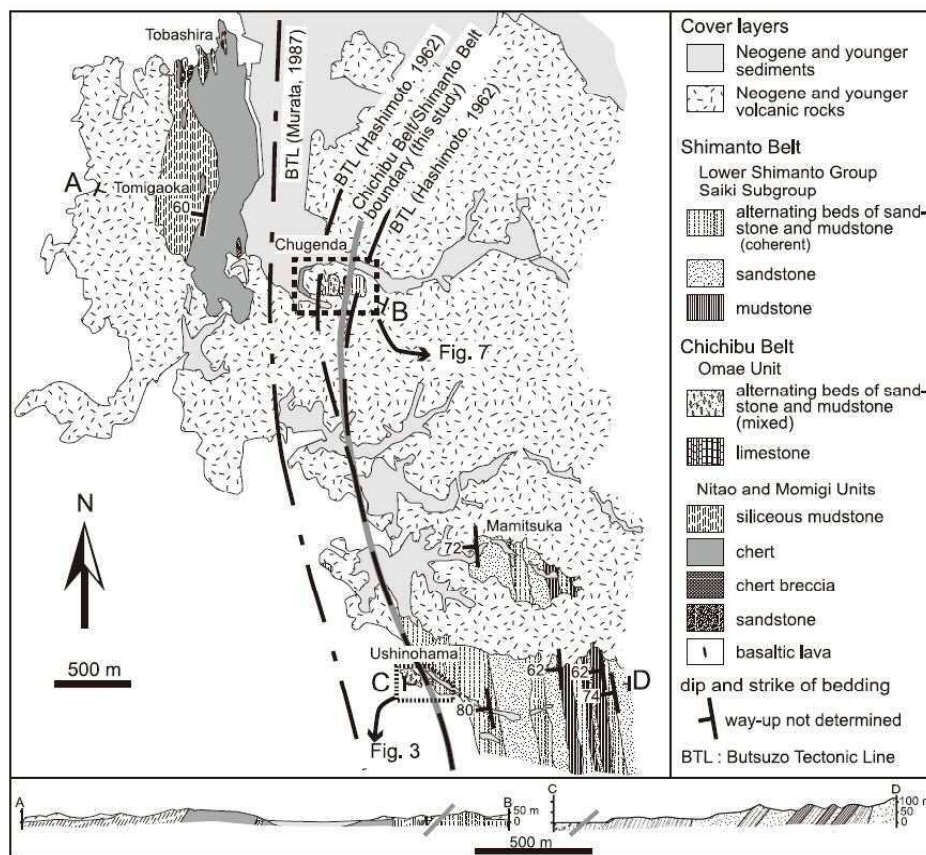 Tobashira
BTL (Murata, 1987)
BTL (Hashimoto, 1962)
Chichibu Belt/Shimanto Belt
boundary (this study)
BTL (Hashimoto, 1962)
A
Tomigaoka
60
Chugenda
B
Fig. 7
N
500 m
Mamitsuka
72
Ushinohama
C
Fig. 3
80
62
62
74
D
Cover layers
Neogene and younger
sediments
Neogene and younger
volcanic rocks
Shimanto Belt
Lower Shimanto Group
Saiki Subgroup
alternating beds of sand-
stone and mudstone
(coherent)
sandstone
mudstone
Chichibu Belt
Omae Unit
alternating beds of sand-
stone and mudstone
(mixed)
limestone
Nitao and Momigi Units
siliceous mudstone
chert
chert breccia
sandstone
basaltic lava
dip and strike of bedding
way-up not determined
BTL : Butsuzo Tectonic Line
A
B
50 m
0
C
D
100 m
50
0
500 m